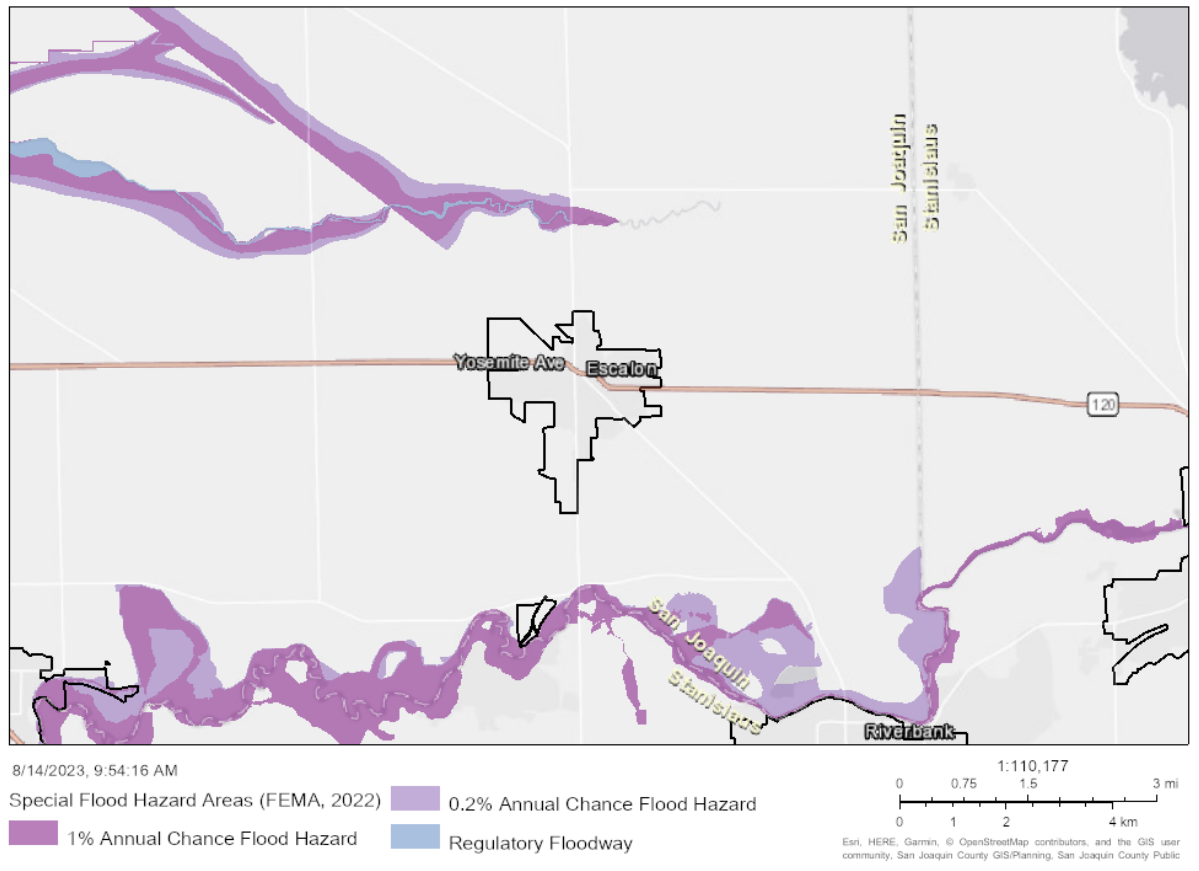 San Joaquin
Stanislaus
Yosemite Ave
Escalon
120
San Joaquin
Stanislaus
Riverbank
8/14/2023, 9:54:16 AM
Special Flood Hazard Areas (FEMA, 2022)
1% Annual Chance Flood Hazard
0.2% Annual Chance Flood Hazard
Regulatory Floodway
1:110,177
0 0.75 1.5 3 mi
0 1 2 4 km
Esri, HERE, Garmin, © OpenStreetMap contributors, and the GIS user
community, San Joaquin County GIS/Planning, San Joaquin County Public